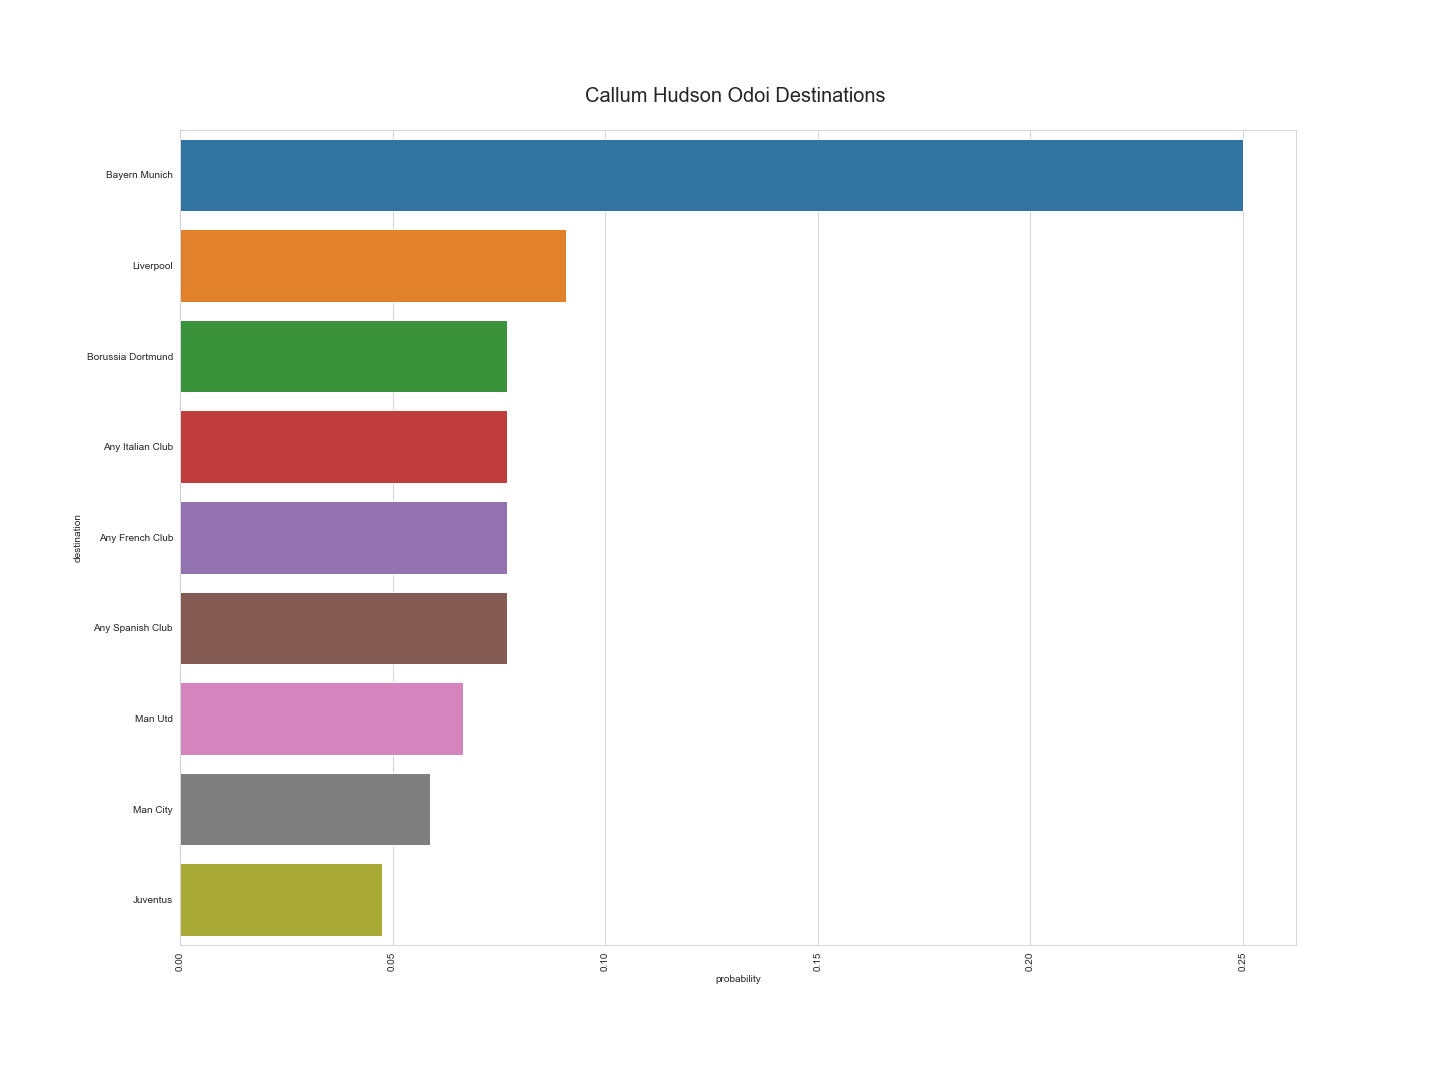 Callum Hudson Odoi Destinations
Bayern Munich
Liverpool
Borussia Dortmund
Any Italian Club
Any French Club
Any Spanish Club
Man Utd
Man City
Juventus
destination
0.00
0.05
0.10
0.15
0.20
0.25
probability